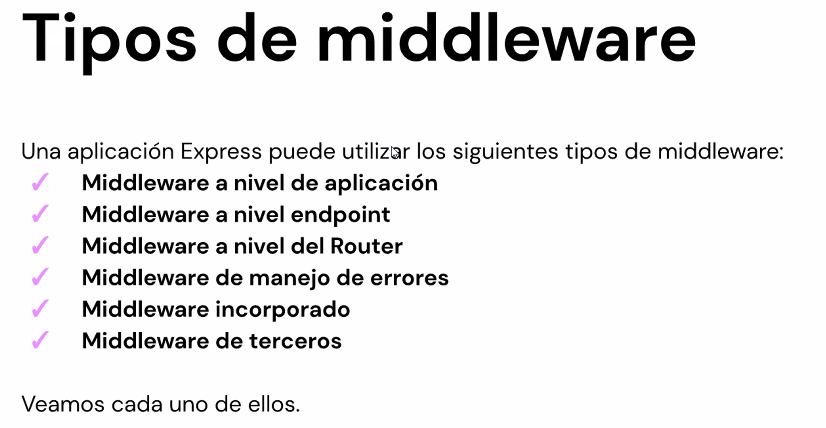 Tipos de middleware
Una aplicación Express puede utilizar los siguientes tipos de middleware:
✓ Middleware a nivel de aplicación
✓ Middleware a nivel endpoint
✓ Middleware a nivel del Router
✓ Middleware de manejo de errores
✓ Middleware incorporado
✓ Middleware de terceros
Veamos cada uno de ellos.